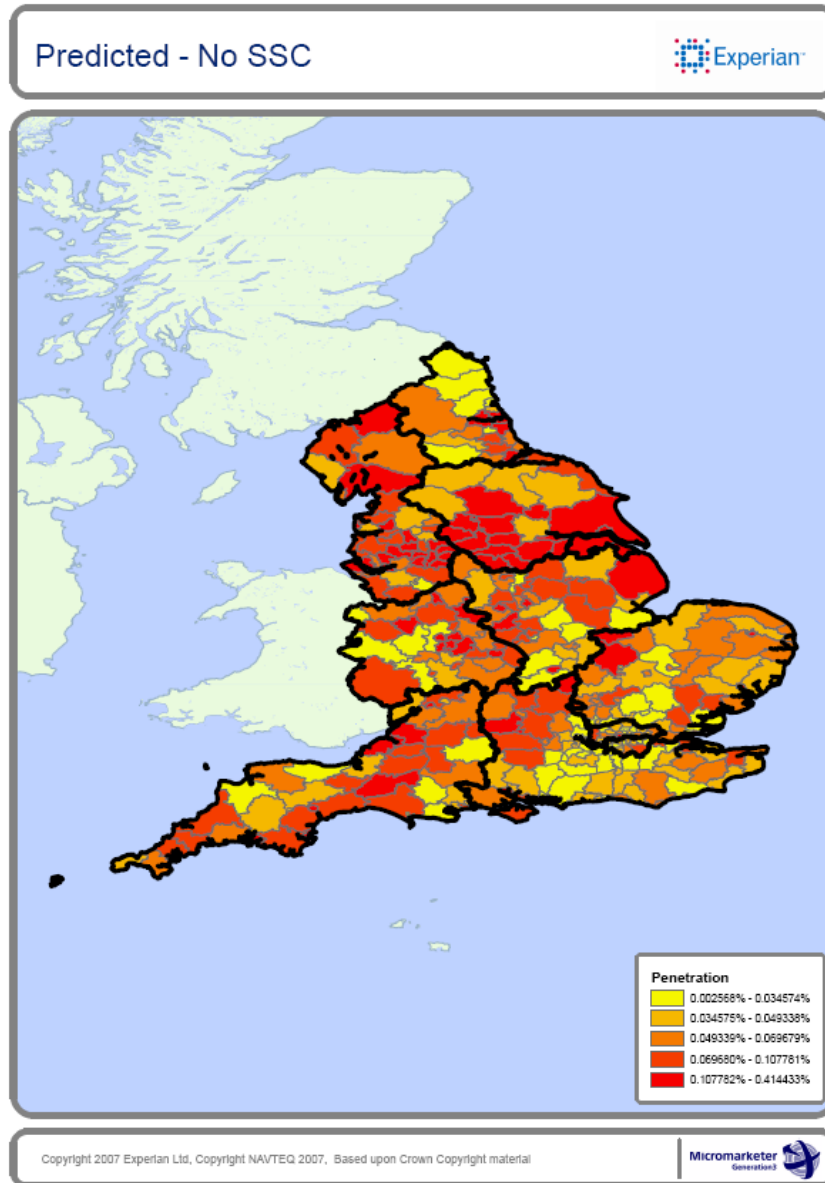 Predicted - No SSC
Experian™
Penetration
0.002568% - 0.034574%
0.034575% - 0.049338%
0.049339% - 0.069679%
0.069680% - 0.107781%
0.107782% - 0.414433%
Copyright 2007 Experian Ltd, Copyright NAVTEQ 2007, Based upon Crown Copyright material
Micromarketer
Generation3